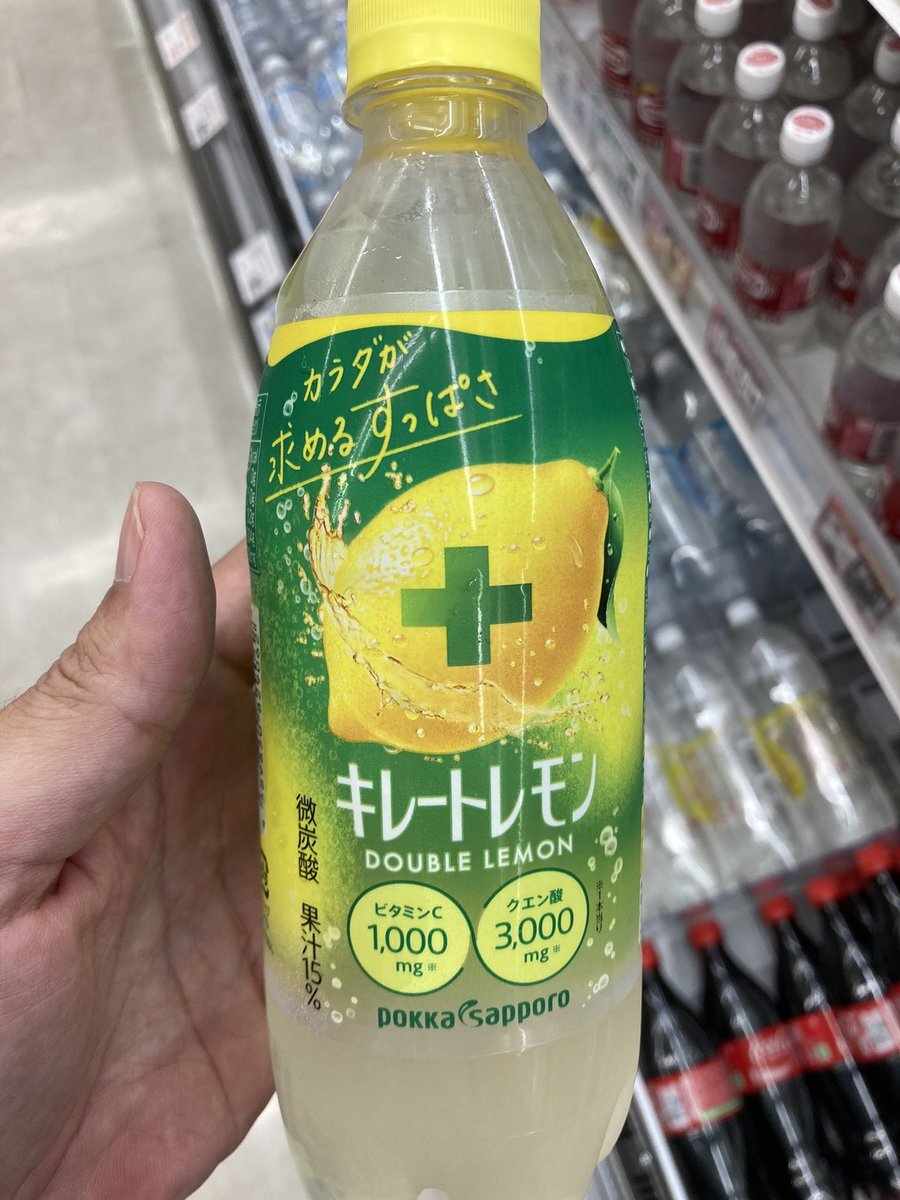 カラダが
求めるすっぱさ
キレートレモン
DOUBLE LEMON
微炭酸 果汁15%
ビタミンC
1,000
mg※
クエン酸
3,000
mg※
※1本当り
pokka sapporo